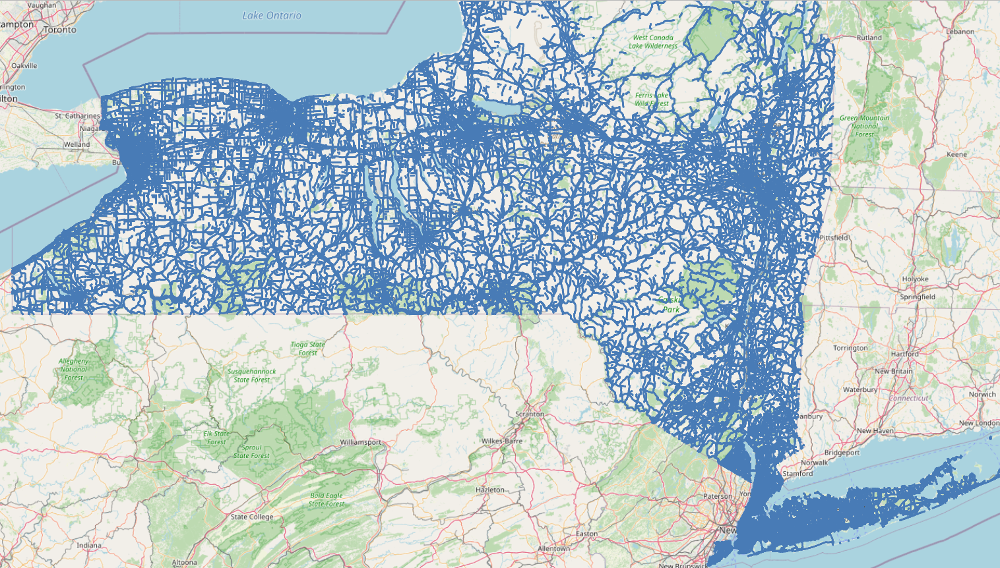 Vaughan
Lake Ontario
ampton
Toronto
Lebanon
Rutland
West Canada
Lake Wilderness
Oakville
rlington
ilton
Ferris Lake
Wild Forest
St. Catharines
Niaga
Green Mountain
National
Forest
Welland
Keene
Bu
Pittsfield
Holyoke
Springfield
Park
Tioga State
Forest
Torrington
Hartford
Allegheny
National
Forest
Susquehannock
State Forest
New Britain
Waterbury
Norwich
Connecticut
Scranton
Danbury
New London
Elk State
Forest
Williamsport
Wilkes-Barre
New Haven
Sproul
State Forest
Bridgeport
Norwalk
Stamford
Hazleton
Bald Eagle
State Forest
Paterson
Yon
State College
New
Easton
Indiana
Allentown
Altoona
New Brunswick